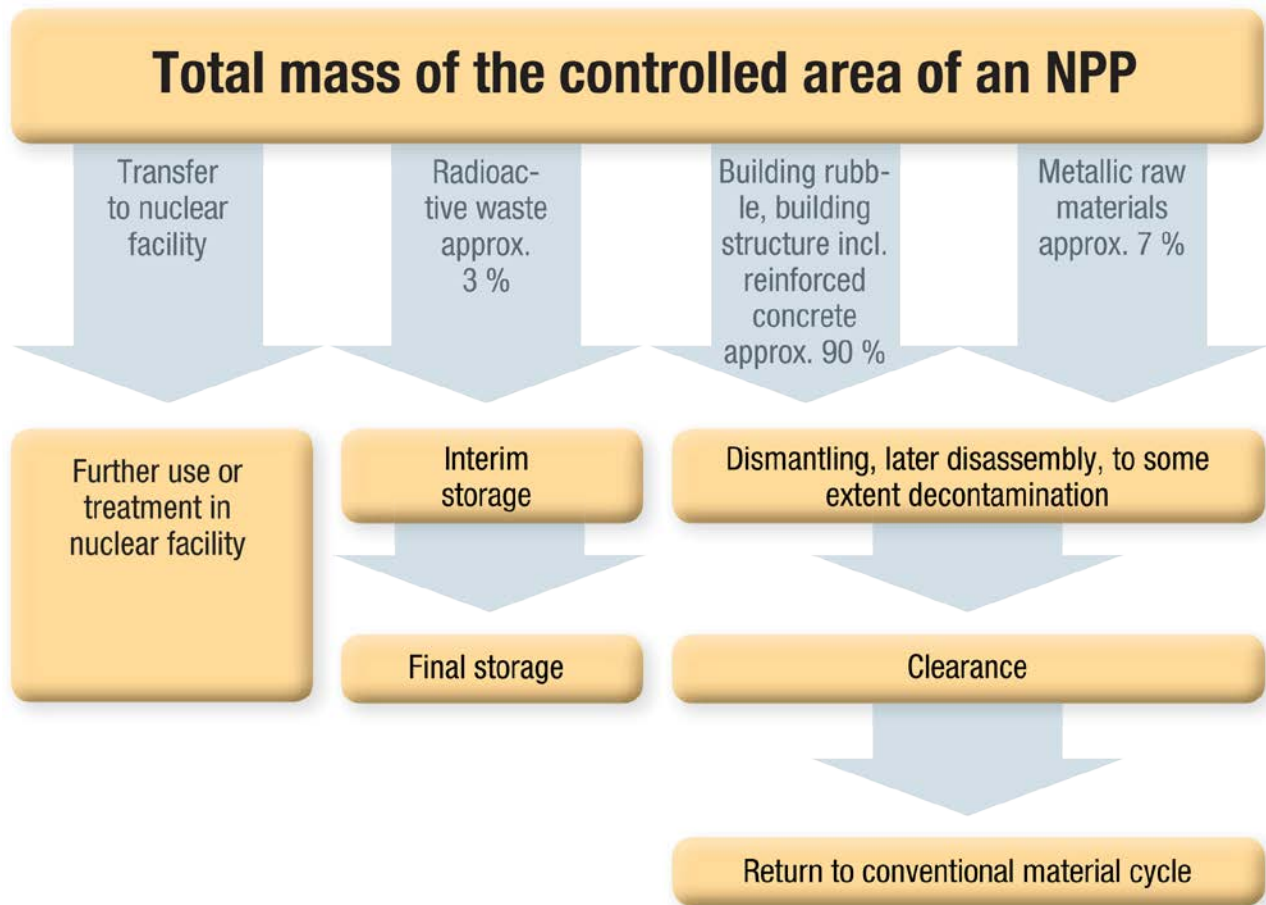 Total mass of the controlled area of an NPP
Transfer
to nuclear
facility
Radioac-
tive waste
approx.
3 %
Building rubb-
le, building
structure incl.
reinforced
concrete
approx. 90 %
Metallic raw
materials
approx. 7 %
Further use or
treatment in
nuclear facility
Interim
storage
Dismantling, later disassembly, to some
extent decontamination
Final storage
Clearance
Return to conventional material cycle